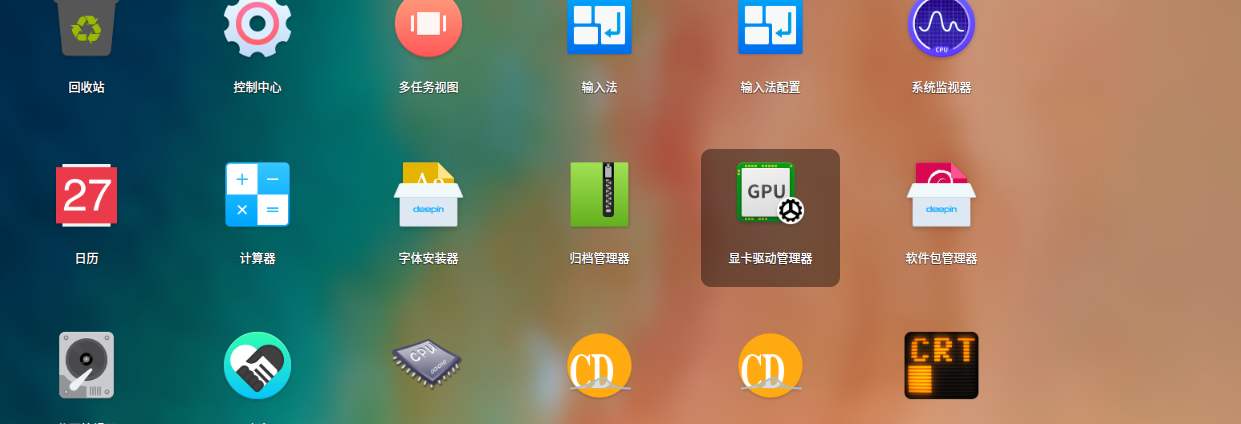 CPU
回收站
控制中心
多任务视图
输入法
输入法配置
系统监视器
27
deepin
GPU
deepin
日历
计算器
字体安装器
归档管理器
显卡驱动管理器
软件包管理器
CPU
CD
CD
CRT